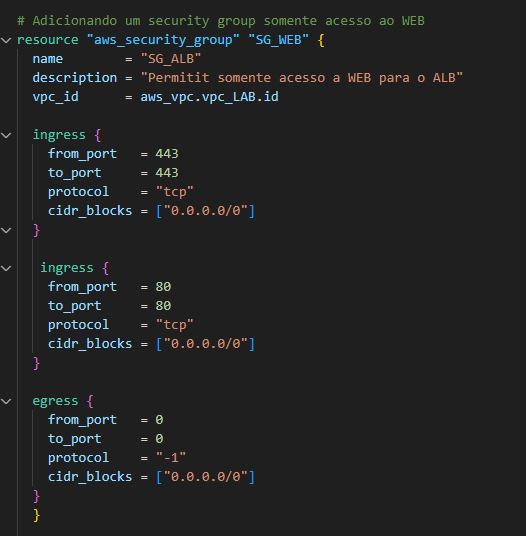 # Adicionando um security group somente acesso ao WEB
resource "aws_security_group" "SG_WEB" {
  name        = "SG_ALB"
  description = "Permitit somente acesso a WEB para o ALB"
  vpc_id      = aws_vpc.vpc_LAB.id

  ingress {
    from_port   = 443
    to_port     = 443
    protocol    = "tcp"
    cidr_blocks = ["0.0.0.0/0"]
  }

   ingress {
    from_port   = 80
    to_port     = 80
    protocol    = "tcp"
    cidr_blocks = ["0.0.0.0/0"]
  }

  egress {
    from_port   = 0
    to_port     = 0
    protocol    = "-1"
    cidr_blocks = ["0.0.0.0/0"]
  }
  }